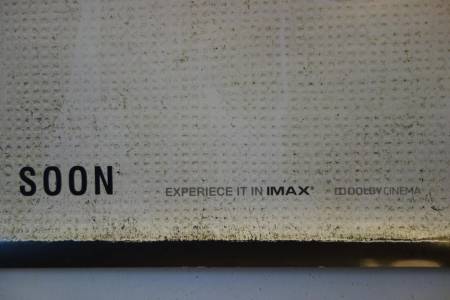 SOON
EXPERIECE IT IN IMAX®
DOLBY CINEMA